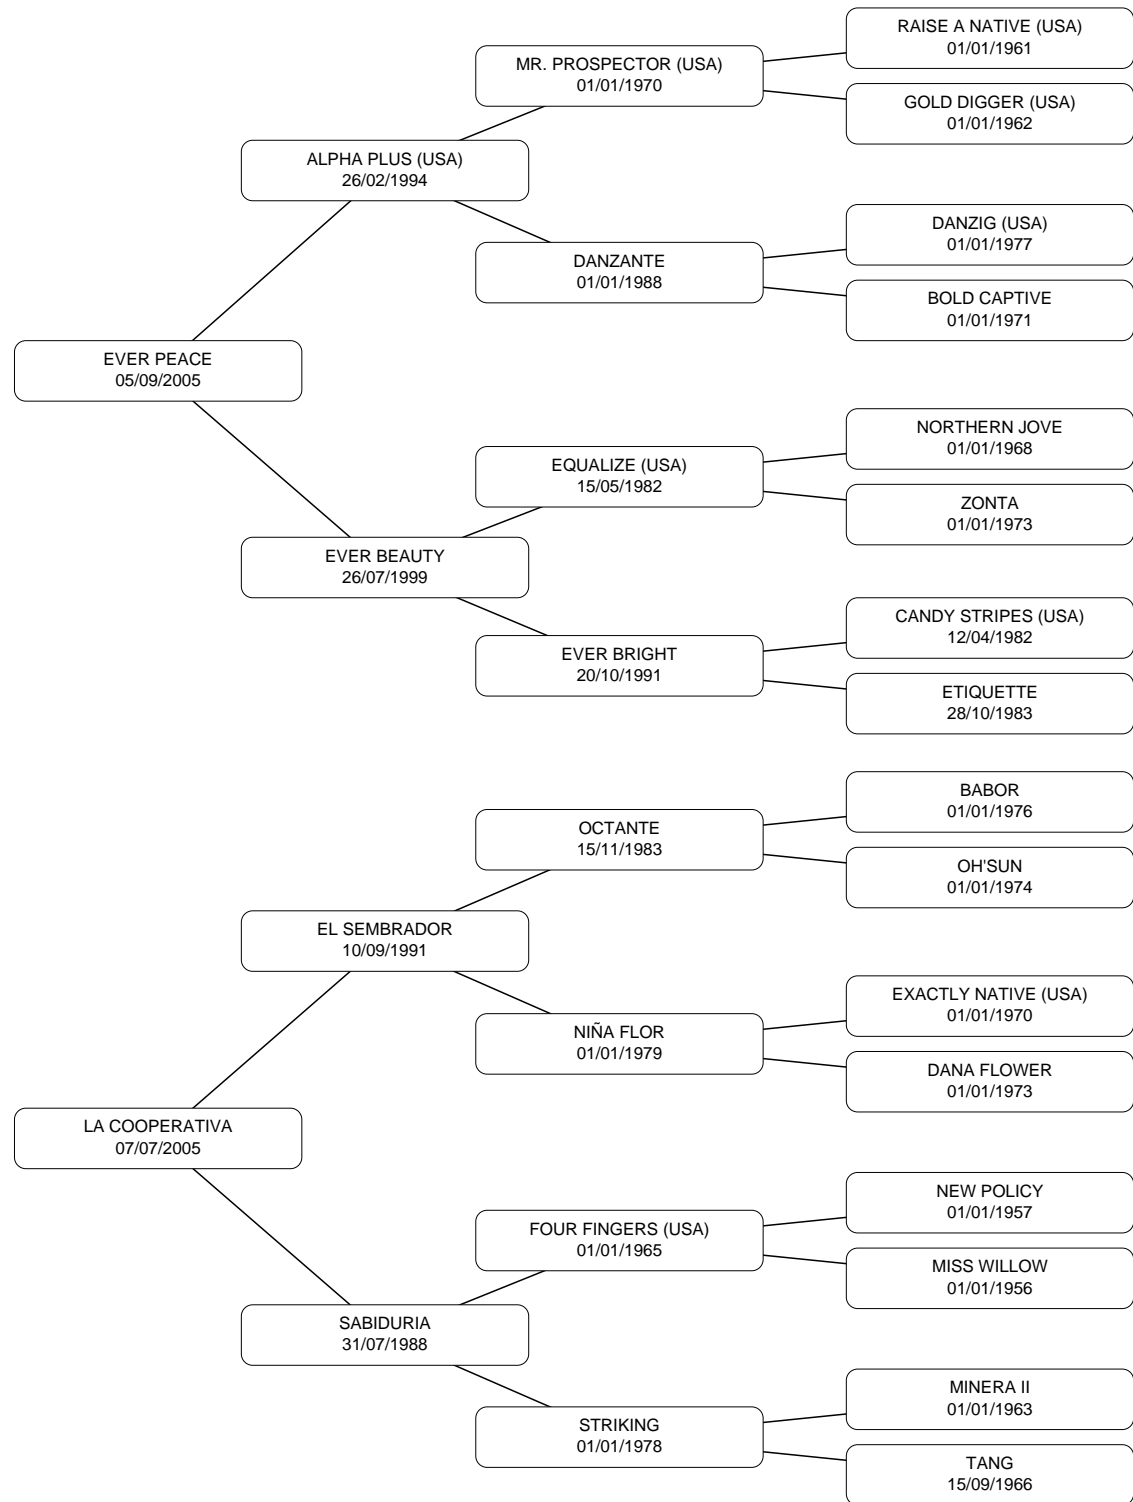 RAISE A NATIVE (USA)
01/01/1961
MR. PROSPECTOR (USA)
01/01/1970
GOLD DIGGER (USA)
01/01/1962
ALPHA PLUS (USA)
26/02/1994
DANZIG (USA)
01/01/1977
DANZANTE
01/01/1988
BOLD CAPTIVE
01/01/1971
EVER PEACE
05/09/2005
NORTHERN JOVE
01/01/1968
EQUALIZE (USA)
15/05/1982
ZONTA
01/01/1973
EVER BEAUTY
26/07/1999
CANDY STRIPES (USA)
12/04/1982
EVER BRIGHT
20/10/1991
ETIQUETTE
28/10/1983
BABOR
01/01/1976
OCTANTE
15/11/1983
OH'SUN
01/01/1974
EL SEMBRADOR
10/09/1991
EXACTLY NATIVE (USA)
01/01/1970
NIÑA FLOR
01/01/1979
DANA FLOWER
01/01/1973
LA COOPERATIVA
07/07/2005
NEW POLICY
01/01/1957
FOUR FINGERS (USA)
01/01/1965
MISS WILLOW
01/01/1956
SABIDURIA
31/07/1988
MINERA II
01/01/1963
STRIKING
01/01/1978
TANG
15/09/1966